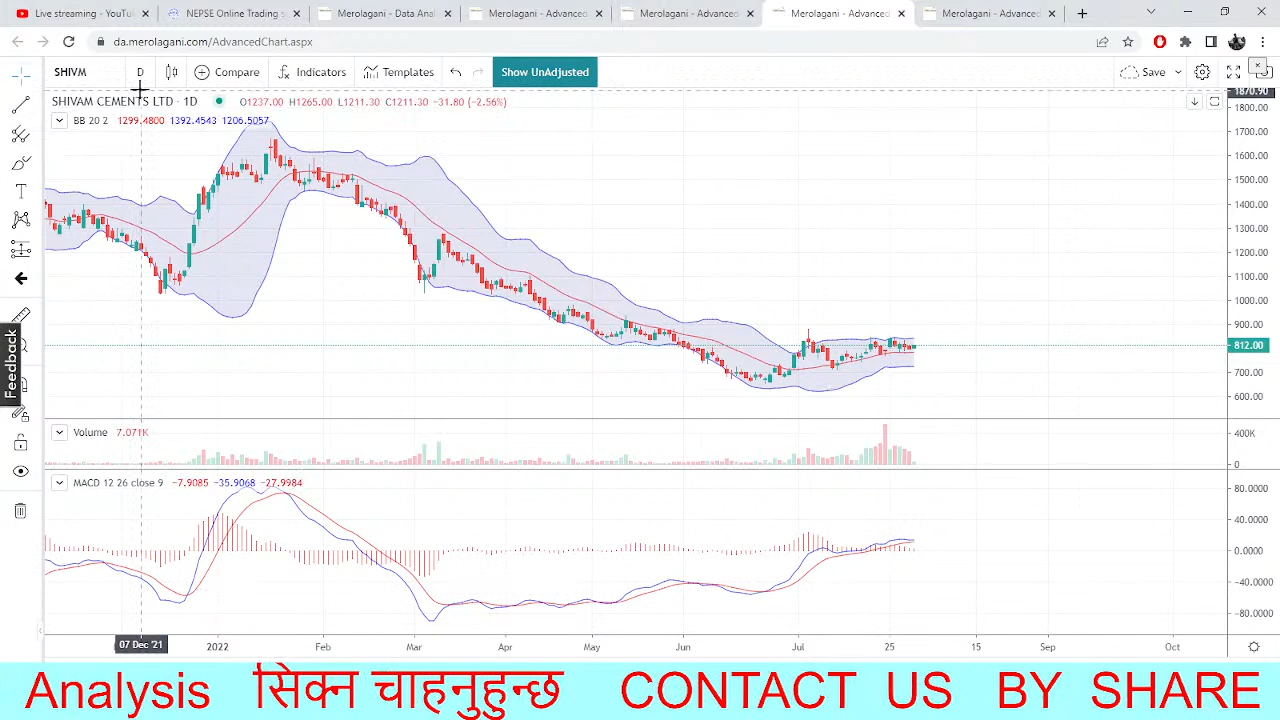 Live streaming - YouTu
NEPSE Online Trading s
Merolagani - Data Anal
Merolagani - Advanced
Merolagani - Advanced
Merolagani - Advanced
Merolagani - Advanced
da.merolagani.com/AdvancedChart.aspx
SHIVM D Compare Indicators Templates Show UnAdjusted Save
SHIVAM CEMENTS LTD · 1D O1237.00 H1265.00 L1211.30 C1211.30 −31.80 (−2.56%)
BB 20 2 1299.4800 1392.4543 1206.5057
1870.90
1800.00
1700.00
1600.00
1500.00
1400.00
1300.00
1200.00
1100.00
1000.00
900.00
812.00
700.00
600.00
Feedback
Volume 7.071K
400K
0
MACD 12 26 close 9 −7.9085 −35.9068 −27.9984
80.0000
40.0000
0.0000
−40.0000
−80.0000
07 Dec '21 2022 Feb Mar Apr May Jun Jul 25 15 Sep Oct
Analysis सिक्न चाहनुहुन्छ CONTACT US BY SHARE